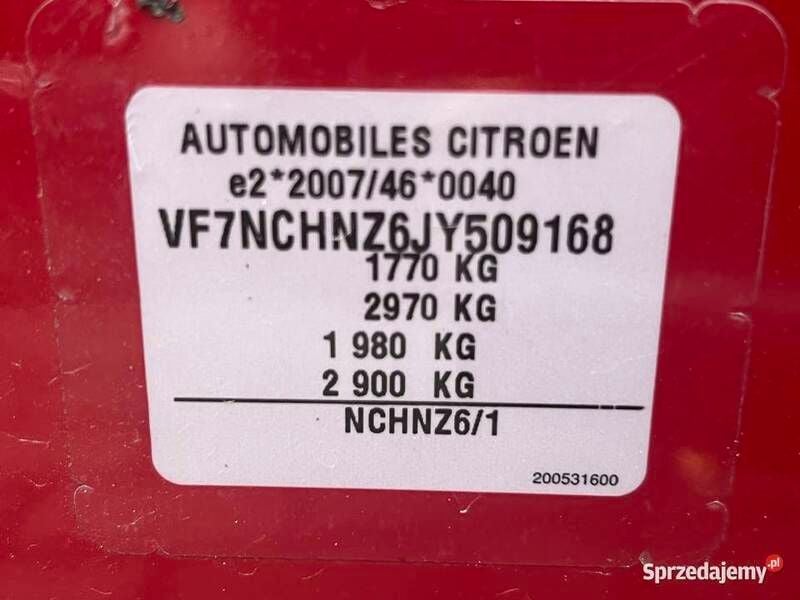 AUTOMOBILES CITROEN
e2*2007/46*0040
VF7NCHNZ6JY509168
1770 KG
2970 KG
1 980 KG
2 900 KG
NCHNZ6/1
200531600
Sprzedajemy.pl